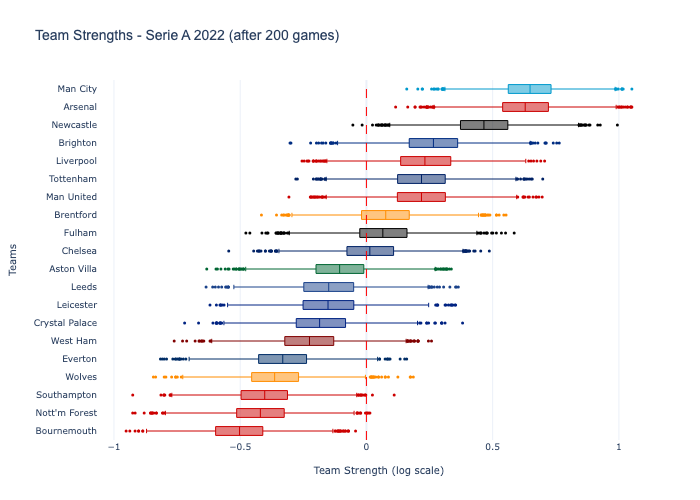 Team Strengths - Serie A 2022 (after 200 games)
Man City
Arsenal
Newcastle
Brighton
Liverpool
Tottenham
Man United
Brentford
Fulham
Chelsea
Aston Villa
Leeds
Leicester
Crystal Palace
West Ham
Everton
Wolves
Southampton
Nott'm Forest
Bournemouth
Teams
−1 −0.5 0 0.5 1
Team Strength (log scale)